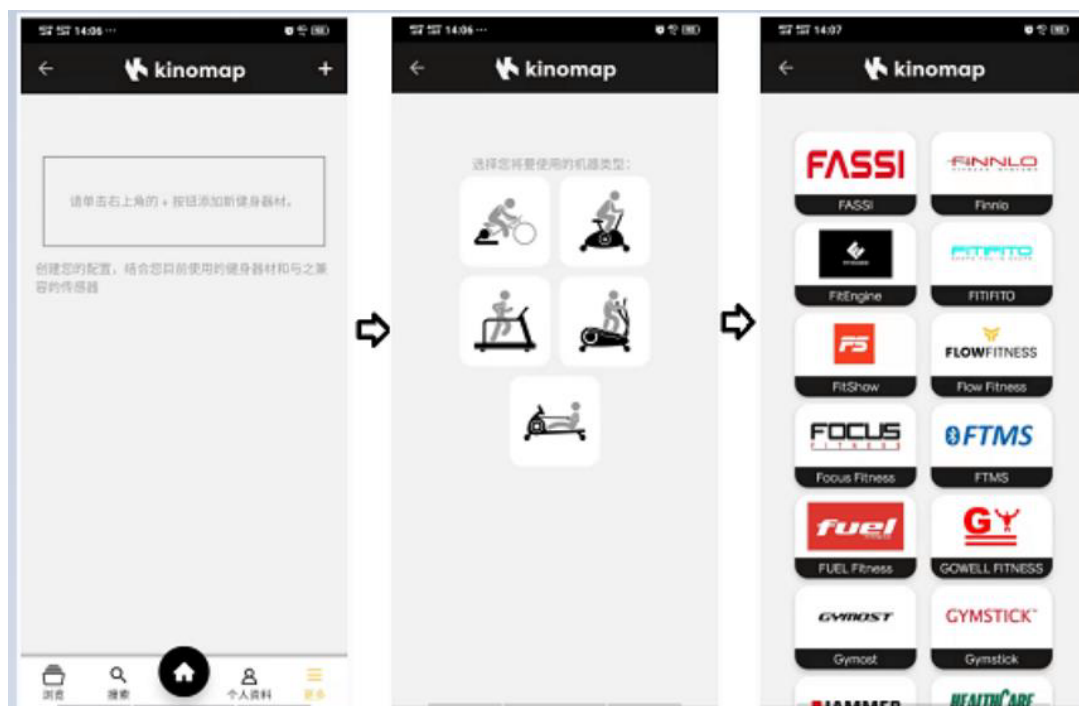 14:06 ···
kinomap
+
请单击右上角的 + 按钮添加新健身器材。
创建您的配置，结合您目前使用的健身器材和与之兼
容的传感器
浏览
搜索
个人资料
更多
14:06 ···
kinomap
选择您将要使用的机器类型：
14:07
kinomap
FASSI
FASSI
FINNLO
Finnlo
FitEngine
FITIFITO
FITIFITO
FS
FitShow
FLOWFITNESS
Flow Fitness
FOCUS
FITNESS
Focus Fitness
FTMS
FTMS
fuel
FUEL Fitness
GY
GOWELL FITNESS
GYMOST
Gymost
GYMSTICK
Gymstick
HAMMER
HEALTHCARE